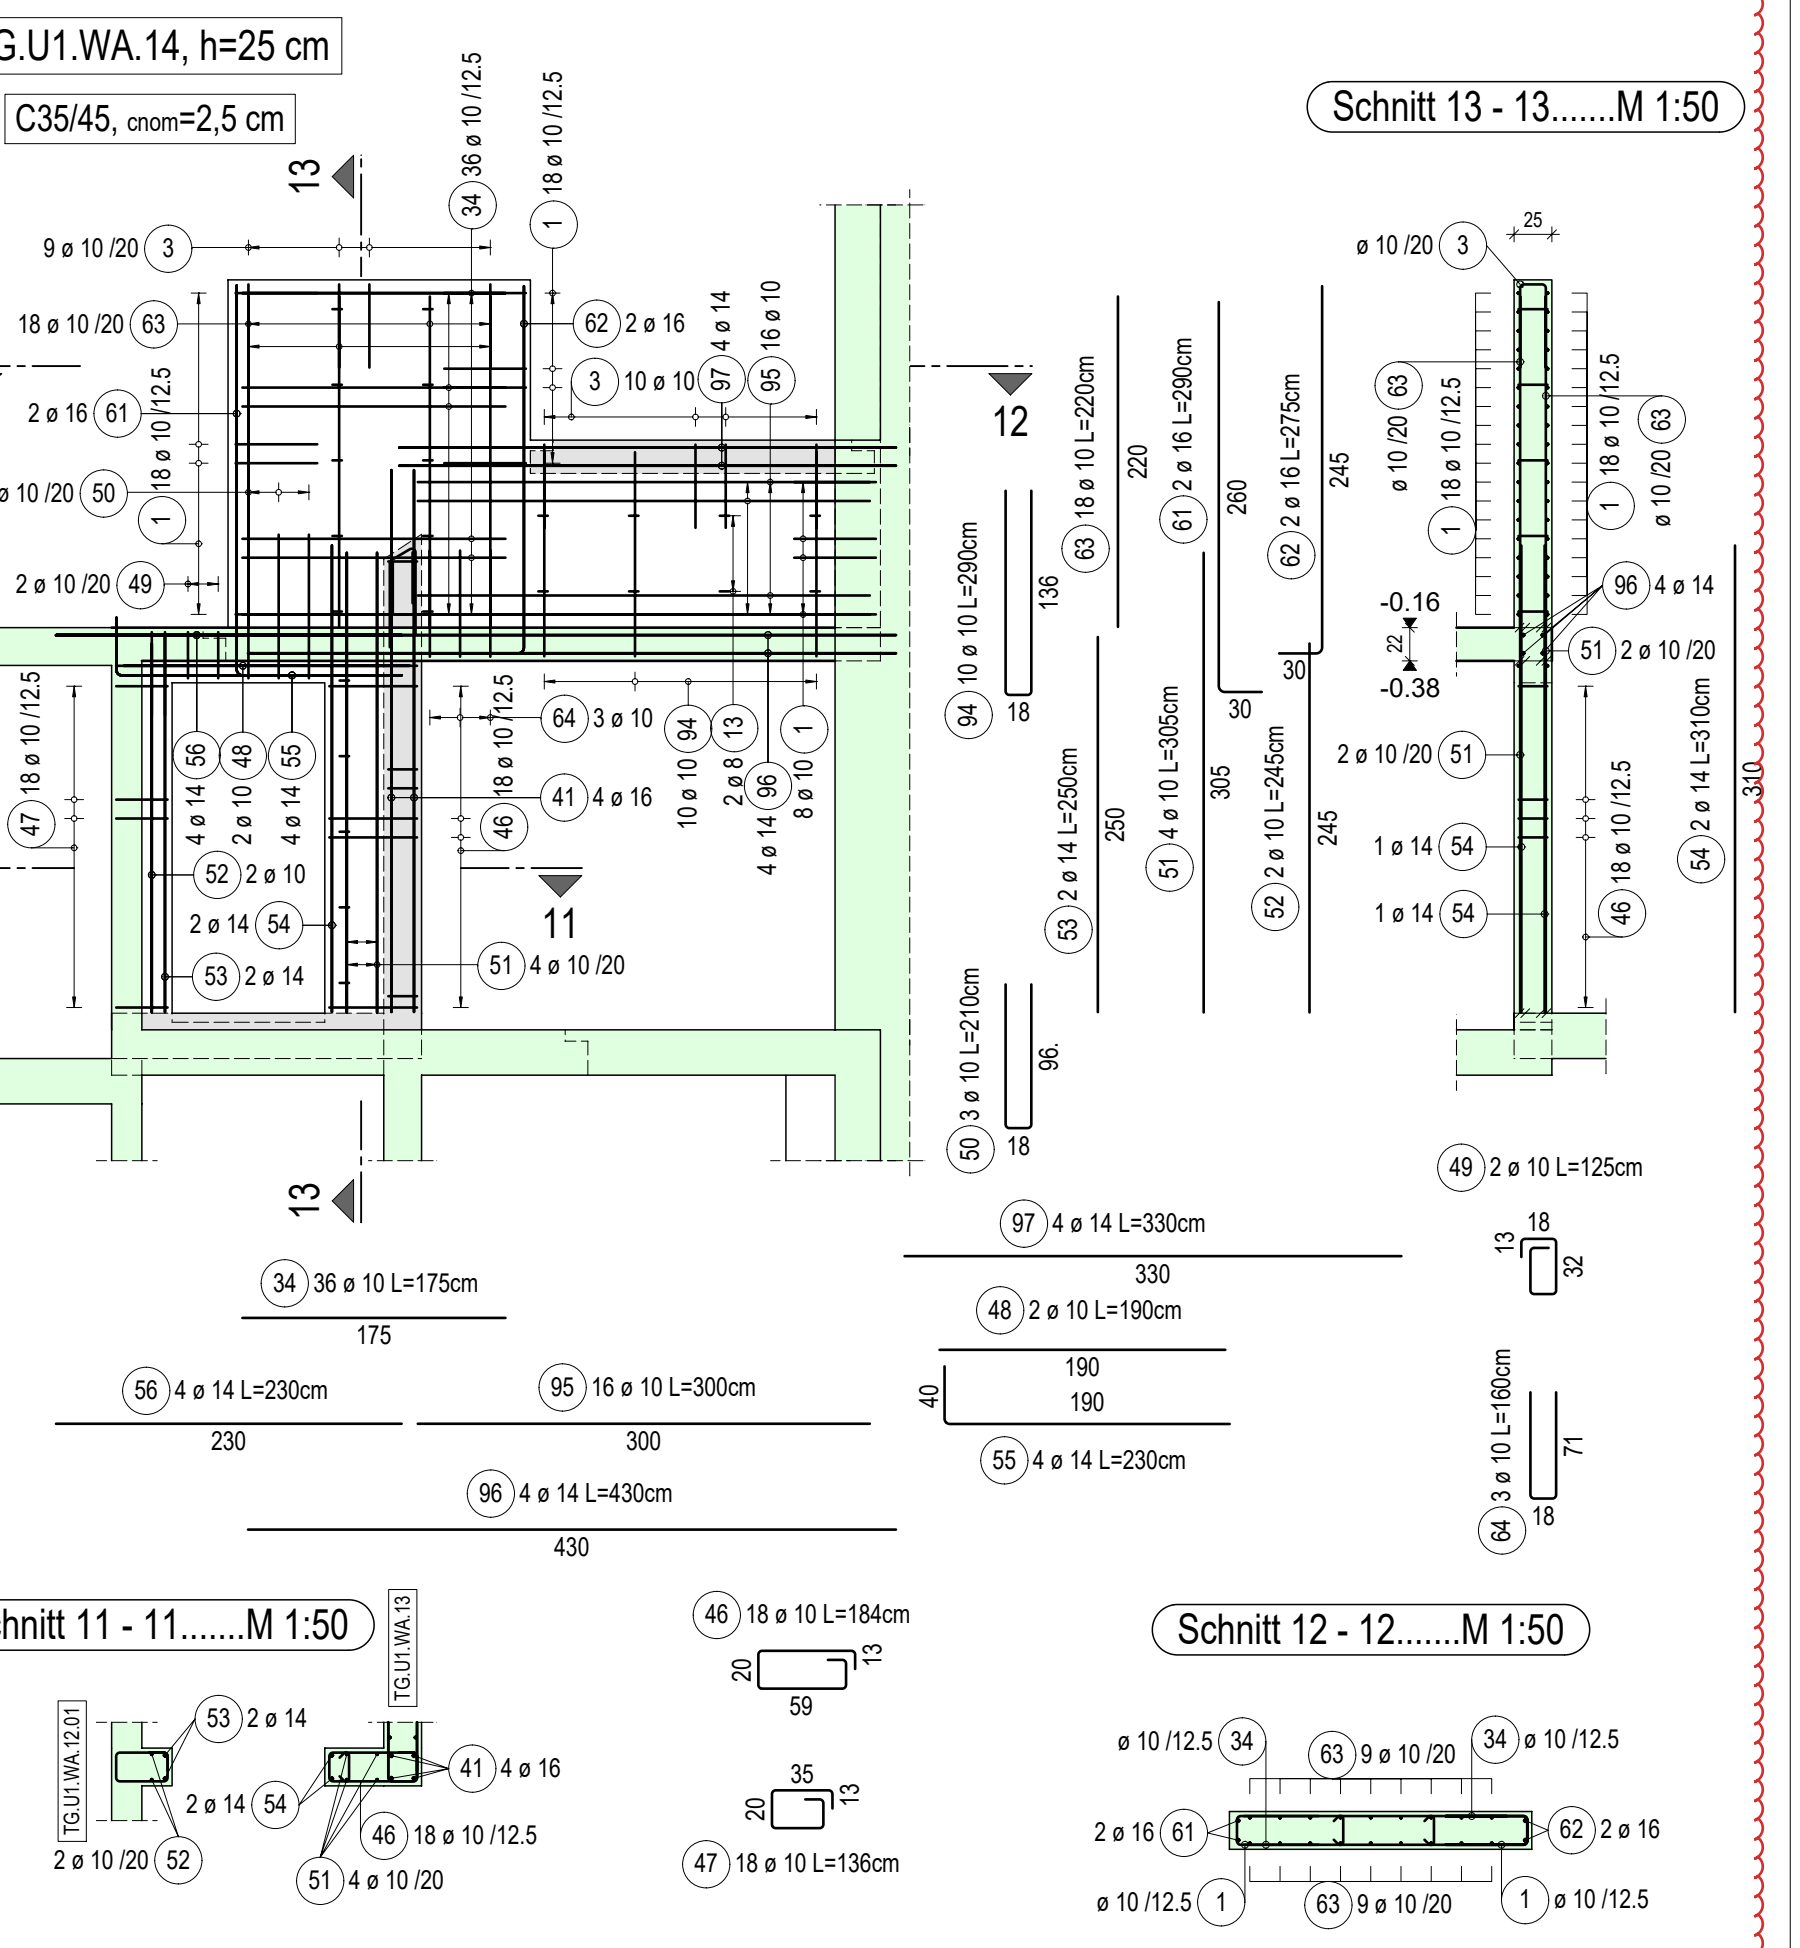 G.U1.WA.14, h=25 cm
C35/45, cnom=2,5 cm
Schnitt 13 - 13.......M 1:50
13
34 36 ø 10 /12.5
1 18 ø 10 /12.5
9 ø 10 /20 3
18 ø 10 /20 63
62 2 ø 16
3 10 ø 10
97 4 ø 14
95 16 ø 10
2 ø 16 61
1 18 ø 10 /12.5
ø 10 /20 50
2 ø 10 /20 49
12
47 18 ø 10 /12.5
56 4 ø 14
48 2 ø 10
55 4 ø 14
46 18 ø 10 /12.5
64 3 ø 10
41 4 ø 16
94 10 ø 10
13 2 ø 8
96 4 ø 14
1 8 ø 10
52 2 ø 10
2 ø 14 54
53 2 ø 14
11
51 4 ø 10 /20
13
94 10 ø 10 L=290cm
136
18
63 18 ø 10 L=220cm
220
61 2 ø 16 L=290cm
260
30
62 2 ø 16 L=275cm
245
30
50 3 ø 10 L=210cm
96.
18
53 2 ø 14 L=250cm
250
51 4 ø 10 L=305cm
305
52 2 ø 10 L=245cm
245
25
ø 10 /20 3
ø 10 /20 63
1 18 ø 10 /12.5
1 18 ø 10 /12.5
ø 10 /20 63
96 4 ø 14
-0.16
22
-0.38
51 2 ø 10 /20
2 ø 10 /20 51
1 ø 14 54
1 ø 14 54
46 18 ø 10 /12.5
54 2 ø 14 L=310cm
310
49 2 ø 10 L=125cm
18
13
32
97 4 ø 14 L=330cm
330
34 36 ø 10 L=175cm
175
48 2 ø 10 L=190cm
190
56 4 ø 14 L=230cm
230
95 16 ø 10 L=300cm
300
40
190
55 4 ø 14 L=230cm
96 4 ø 14 L=430cm
430
64 3 ø 10 L=160cm
71
18
hnitt 11 - 11.......M 1:50
TG.U1.WA.13
TG.U1.WA.12.01
53 2 ø 14
41 4 ø 16
2 ø 14 54
46 18 ø 10 /12.5
2 ø 10 /20 52
51 4 ø 10 /20
46 18 ø 10 L=184cm
20
13
59
35
20
13
47 18 ø 10 L=136cm
Schnitt 12 - 12.......M 1:50
ø 10 /12.5 34
63 9 ø 10 /20
34 ø 10 /12.5
2 ø 16 61
62 2 ø 16
ø 10 /12.5 1
63 9 ø 10 /20
1 ø 10 /12.5